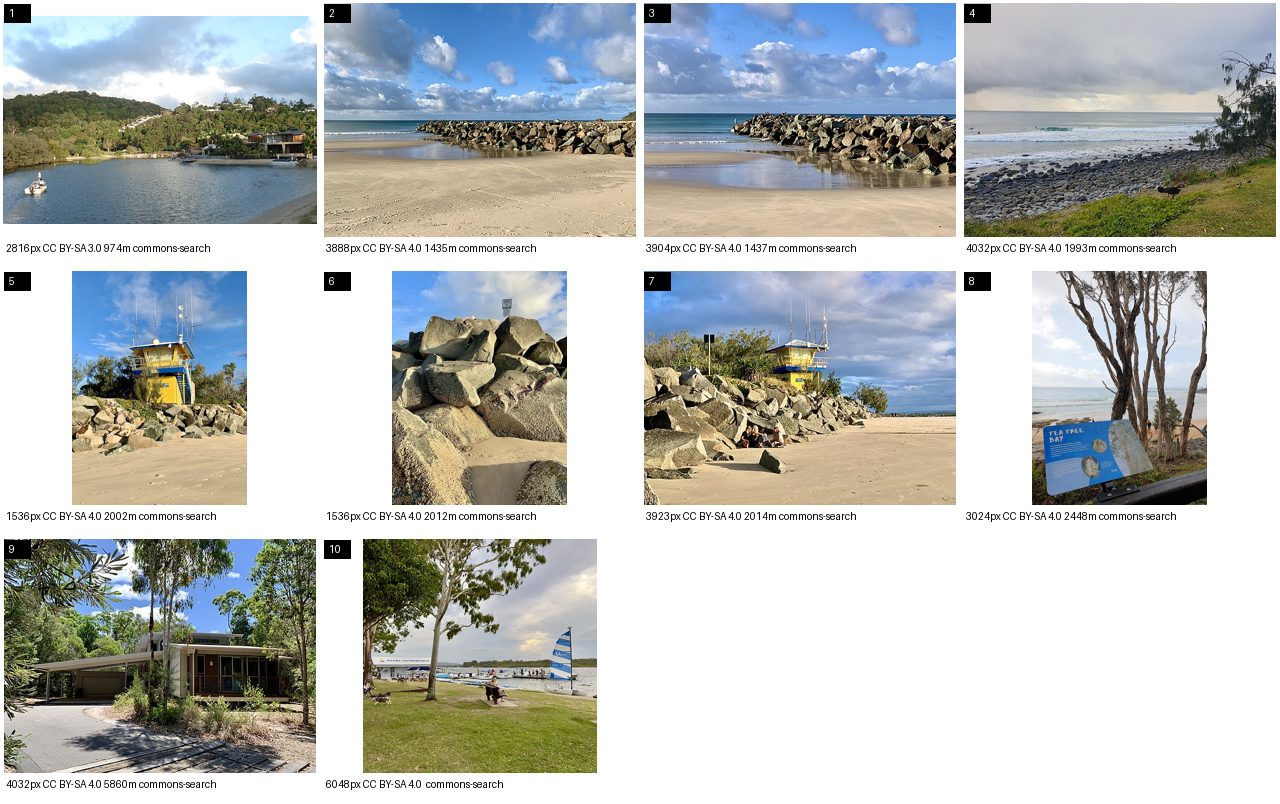 1
2
3
4
2816px CC BY-SA 3.0 974m commons-search
3888px CC BY-SA 4.0 1435m commons-search
3904px CC BY-SA 4.0 1437m commons-search
4032px CC BY-SA 4.0 1993m commons-search
5
6
7
8
TEA TREE
BAY
1536px CC BY-SA 4.0 2002m commons-search
1536px CC BY-SA 4.0 2012m commons-search
3923px CC BY-SA 4.0 2014m commons-search
3024px CC BY-SA 4.0 2448m commons-search
9
10
4032px CC BY-SA 4.0 5860m commons-search
6048px CC BY-SA 4.0 commons-search